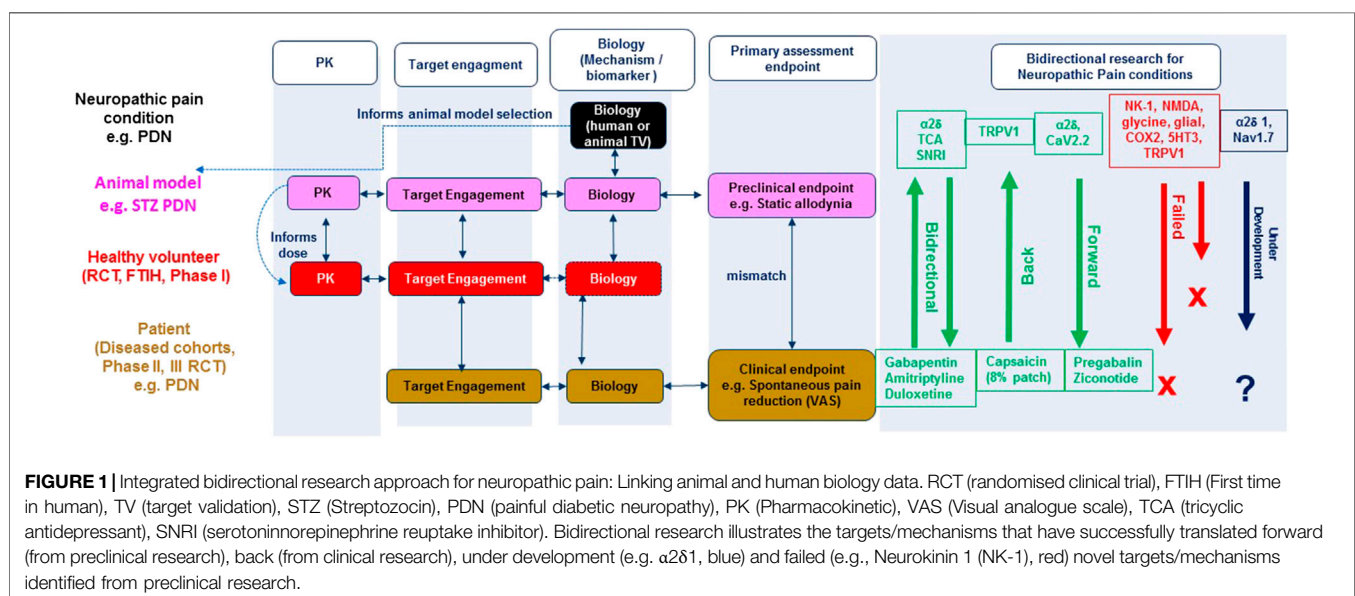 PK
Target engagment
Biology
(Mechanism /
biomarker )
Primary assessment
endpoint
Bidirectional research for
Neuropathic Pain conditions
Neuropathic pain
condition
e.g. PDN
Informs animal model selection
Biology
(human or
animal TV)
α2δ
TCA
SNRI
TRPV1
α2δ,
CaV2.2
NK-1, NMDA,
glycine, glial,
COX2, 5HT3,
TRPV1
α2δ 1,
Nav1.7
Animal model
e.g. STZ PDN
PK
Target Engagement
Biology
Preclinical endpoint
e.g. Static allodynia
Informs
dose
Healthy volunteer
(RCT, FTIH, Phase I)
PK
Target Engagement
Biology
mismatch
Bidrectional
Back
Forward
Failed
X
Under
Development
Patient
(Diseased cohorts,
Phase II, III RCT)
e.g. PDN
Target Engagement
Biology
Clinical endpoint
e.g. Spontaneous pain
reduction (VAS)
Gabapentin
Amitriptyline
Duloxetine
Capsaicin
(8% patch)
Pregabalin
Ziconotide
X
?
FIGURE 1 | Integrated bidirectional research approach for neuropathic pain: Linking animal and human biology data. RCT (randomised clinical trial), FTIH (First time
in human), TV (target validation), STZ (Streptozocin), PDN (painful diabetic neuropathy), PK (Pharmacokinetic), VAS (Visual analogue scale), TCA (tricyclic
antidepressant), SNRI (serotoninnorepinephrine reuptake inhibitor). Bidirectional research illustrates the targets/mechanisms that have successfully translated forward
(from preclinical research), back (from clinical research), under development (e.g. α2δ1, blue) and failed (e.g., Neurokinin 1 (NK-1), red) novel targets/mechanisms
identified from preclinical research.